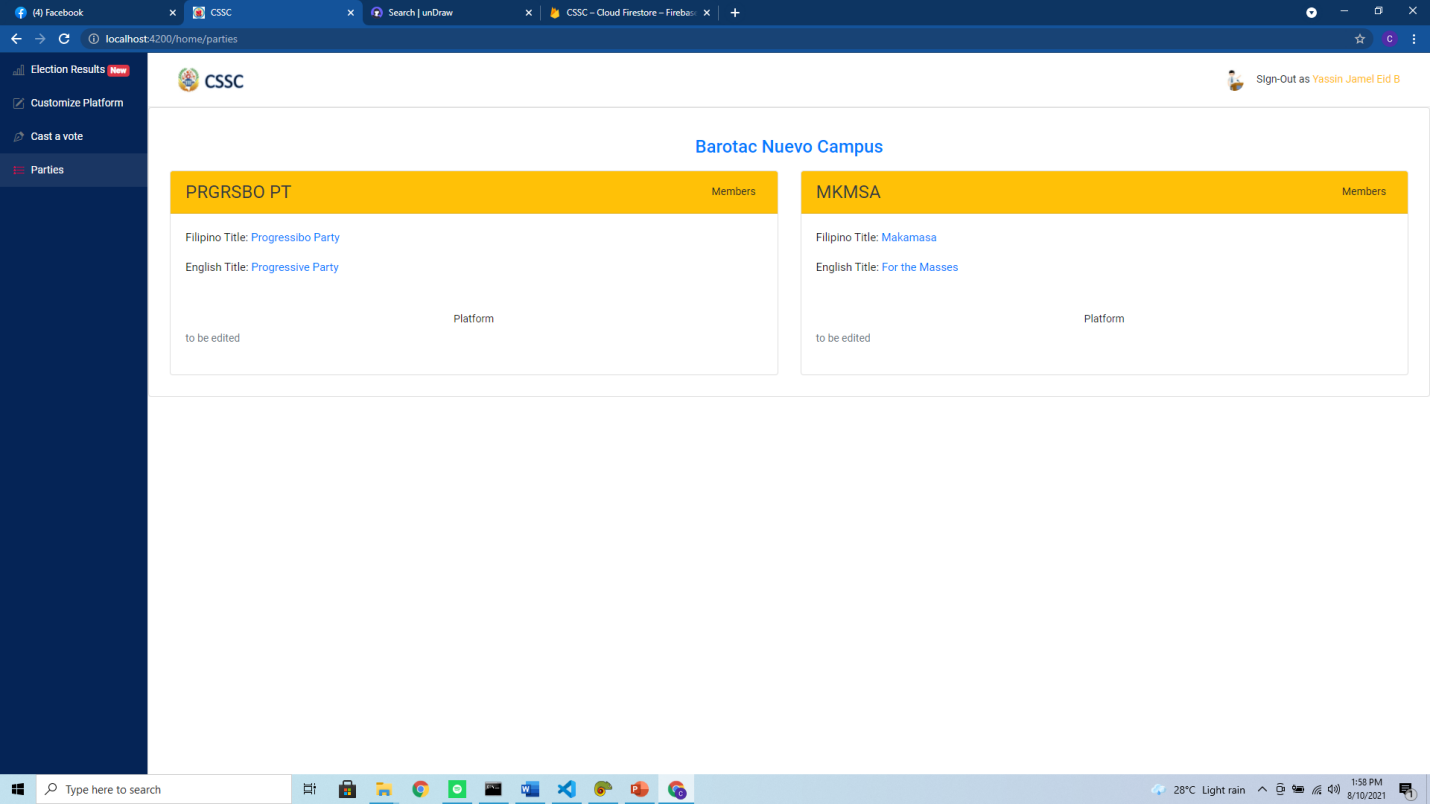 (4) Facebook
CSSC
Search | unDraw
CSSC – Cloud Firestore – Firebase
localhost:4200/home/parties
C
Election Results New
Customize Platform
Cast a vote
Parties
CSSC
SIgn-Out as Yassin Jamel Eid B
Barotac Nuevo Campus
PRGRSBO PT
Members
Filipino Title: Progressibo Party
English Title: Progressive Party
Platform
to be edited
MKMSA
Members
Filipino Title: Makamasa
English Title: For the Masses
Platform
to be edited
Type here to search
28°C Light rain
1:58 PM
8/10/2021
1